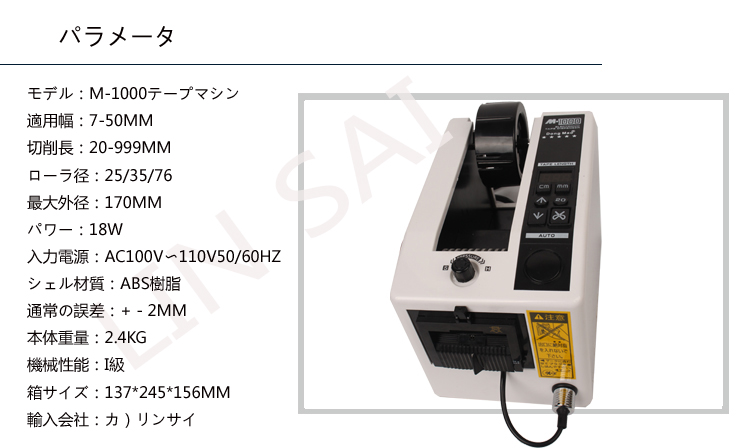 パラメータ
モデル：M-1000テープマシン
適用幅：7-50MM
切削長：20-999MM
ローラ径：25/35/76
最大外径：170MM
パワー：18W
入力電源：AC100V∽110V50/60HZ
シェル材質：ABS樹脂
通常の誤差：+ - 2MM
本体重量：2.4KG
機械性能：I級
箱サイズ：137*245*156MM
輸入会社：カ）リンサイ
LIN SAI
M-1000
TAPE LENGTH
cm mm
AUTO
S H
注意